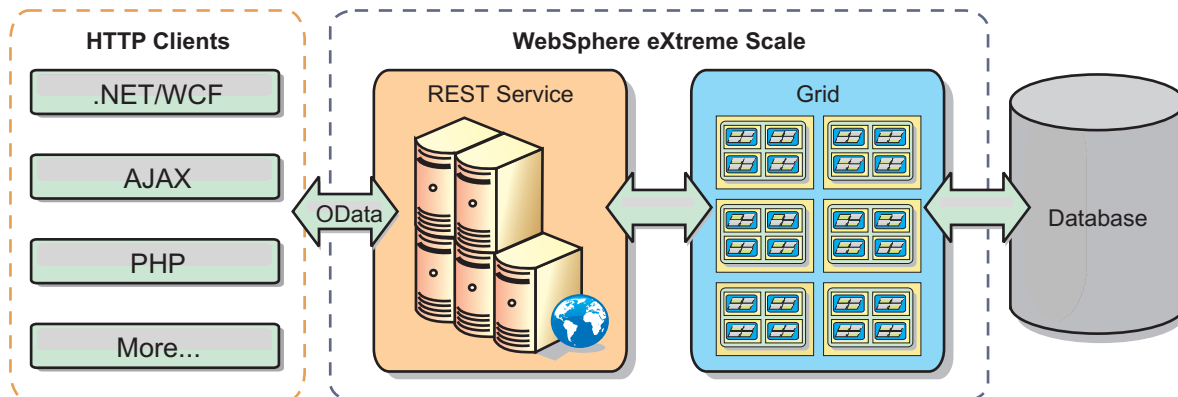 HTTP Clients
.NET/WCF
AJAX
PHP
More...
OData
WebSphere eXtreme Scale
REST Service
Grid
Database